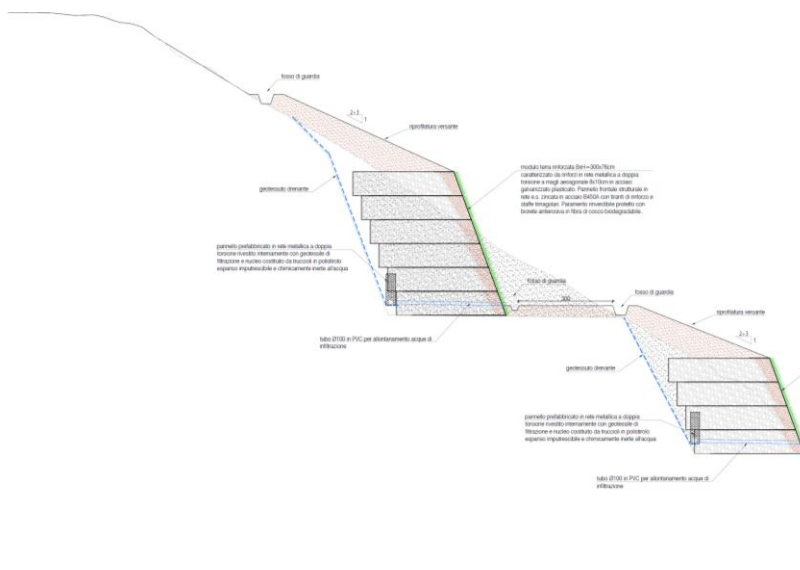 fosso di guardia
2÷3
1
riprofilatura versante
modulo terra rinforzata BxH=300x76cm
caratterizzato da rinforzi in rete metallica a doppia
torsione a maglia esagonale 8x10cm in acciaio
galvanizzato plasticato. Pannello frontale strutturale in
rete e.s. zincata in acciaio B450A con tiranti di rinforzo e
staffe triangolari. Paramento rinverdibile protetto con
biorete antierosiva in fibra di cocco biodegradabile.
geotessuto drenante
pannello prefabbricato in rete metallica a doppia
torsione rivestito internamente con geotessile di
filtrazione e nucleo costituito da trucioli in polistirolo
espanso imputrescibile e chimicamente inerte all'acqua
fosso di guardia
300
fosso di guardia
riprofilatura versante
2÷3
1
tubo Ø100 in PVC per allontanamento acque di
infiltrazione
geotessuto drenante
pannello prefabbricato in rete metallica a doppia
torsione rivestito internamente con geotessile di
filtrazione e nucleo costituito da trucioli in polistirolo
espanso imputrescibile e chimicamente inerte all'acqua
tubo Ø100 in PVC per allontanamento acque di
infiltrazione